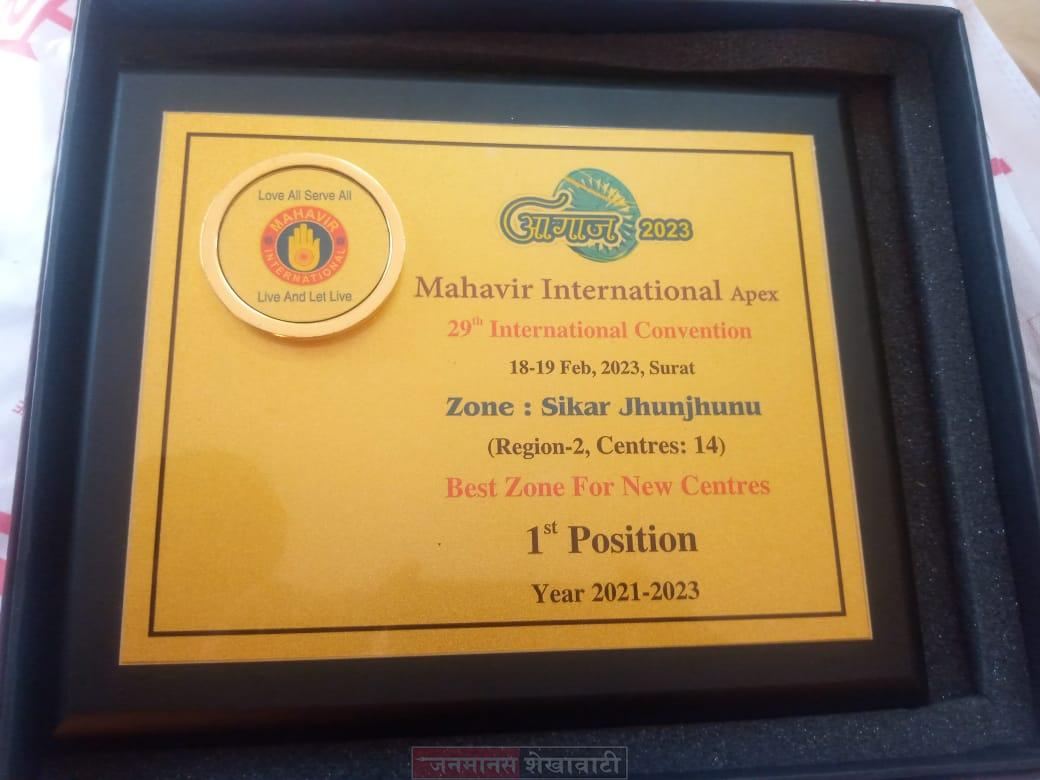 Love All Serve All
MAHAVIR
INTERNATIONAL
Live And Let Live
आगाज 2023
Mahavir International Apex
29th International Convention
18-19 Feb, 2023, Surat
Zone : Sikar Jhunjhunu
(Region-2, Centres: 14)
Best Zone For New Centres
1st Position
Year 2021-2023
जनमानस शेखावाटी